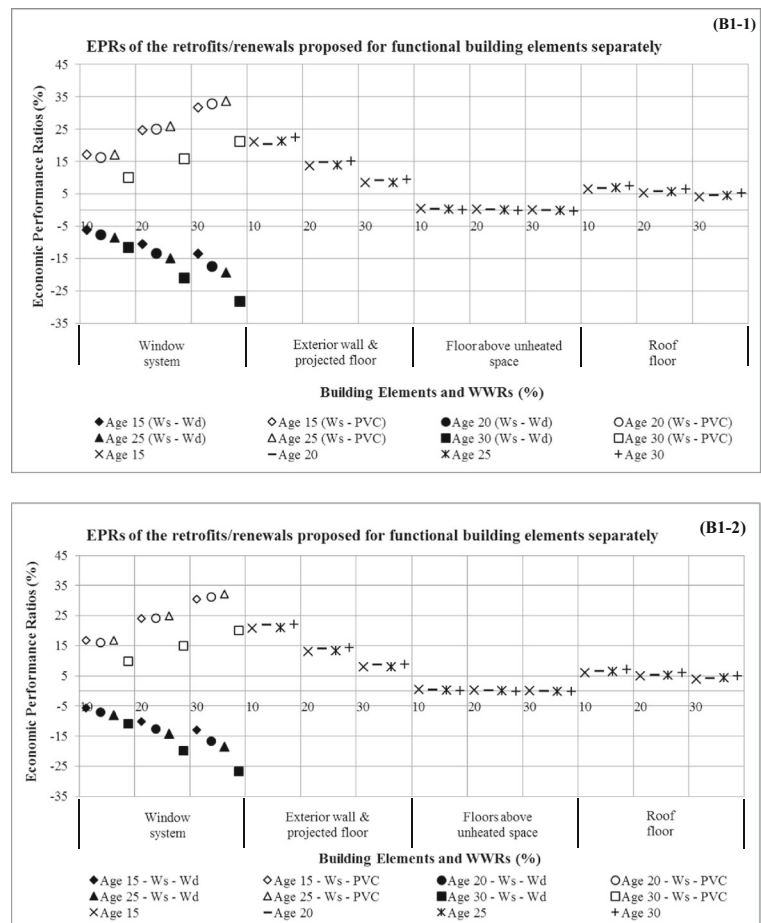 (B1-1)
EPRs of the retrofits/renewals proposed for functional building elements separately
Economic Performance Ratios (%)
45
35
25
15
5
-5
-15
-25
-35
10 20 30 10 20 30 10 20 30 10 20 30
Window system
Exterior wall & projected floor
Floor above unheated space
Roof floor
Building Elements and WWRs (%)
Age 15 (Ws - Wd) Age 15 (Ws - PVC) Age 20 (Ws - Wd) Age 20 (Ws - PVC)
Age 25 (Ws - Wd) Age 25 (Ws - PVC) Age 30 (Ws - Wd) Age 30 (Ws - PVC)
Age 15 Age 20 Age 25 Age 30
(B1-2)
EPRs of the retrofits/renewals proposed for functional building elements separately
Economic Performance Ratios (%)
45
35
25
15
5
-5
-15
-25
-35
10 20 30 10 20 30 10 20 30 10 20 30
Window system
Exterior wall & projected floor
Floors above unheated space
Roof floor
Building Elements and WWRs (%)
Age 15 - Ws - Wd Age 15 - Ws - PVC Age 20 - Ws - Wd Age 20 - Ws - PVC
Age 25 - Ws - Wd Age 25 - Ws - PVC Age 30 - Ws - Wd Age 30 - Ws - PVC
Age 15 Age 20 Age 25 Age 30